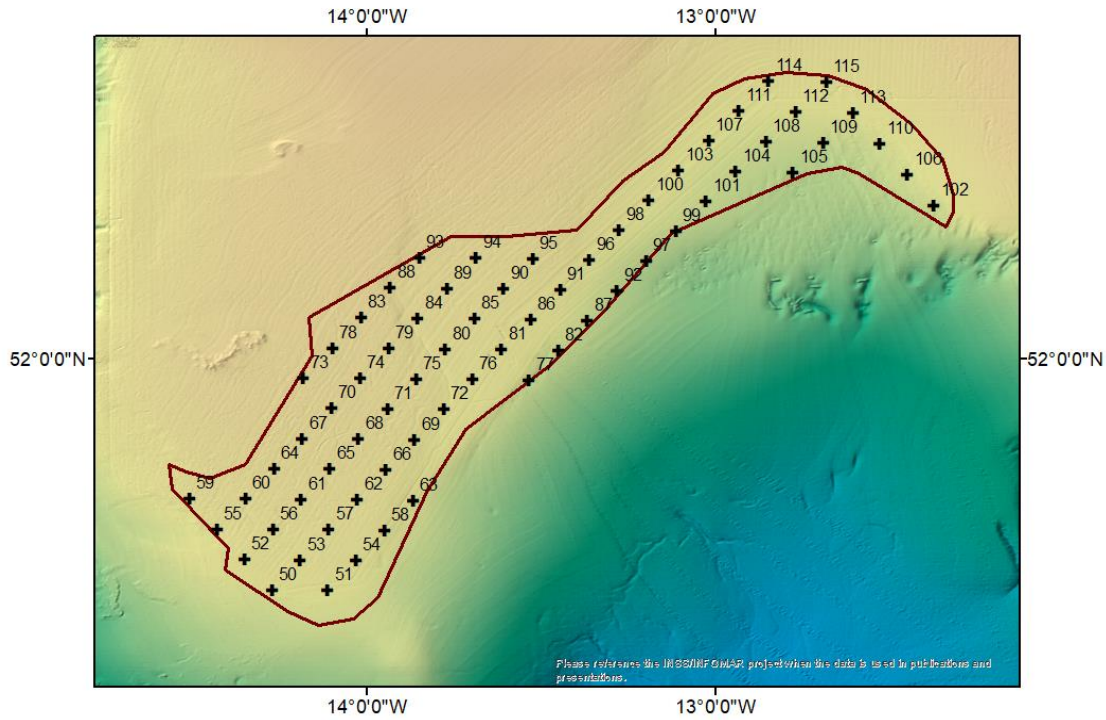 14°0'0"W 13°0'0"W
114 115
111 112 113
107 108 109 110
103 104 105 106
100 101 102
98 99
93 94 95 96 97
88 89 90 91 92
83 84 85 86 87
78 79 80 81 82
52°0'0"N 73 74 75 76 77 52°0'0"N
70 71 72
67 68 69
64 65 66
59 60 61 62 63
55 56 57 58
52 53 54
50 51
Please reference the INSS/INFOMAR project when the data is used in publications and
presentations.
14°0'0"W 13°0'0"W